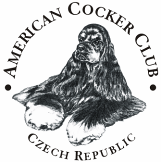 • AMERICAN COCKER CLUB •
CZECH REPUBLIC